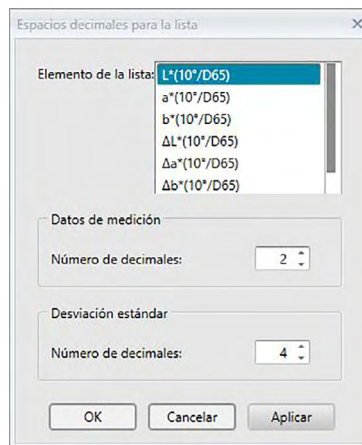 Espacios decimales para la lista
Elemento de la lista:
L*(10°/D65)
a*(10°/D65)
b*(10°/D65)
ΔL*(10°/D65)
Δa*(10°/D65)
Δb*(10°/D65)
Datos de medición
Número de decimales: 2
Desviación estándar
Número de decimales: 4
OK Cancelar Aplicar